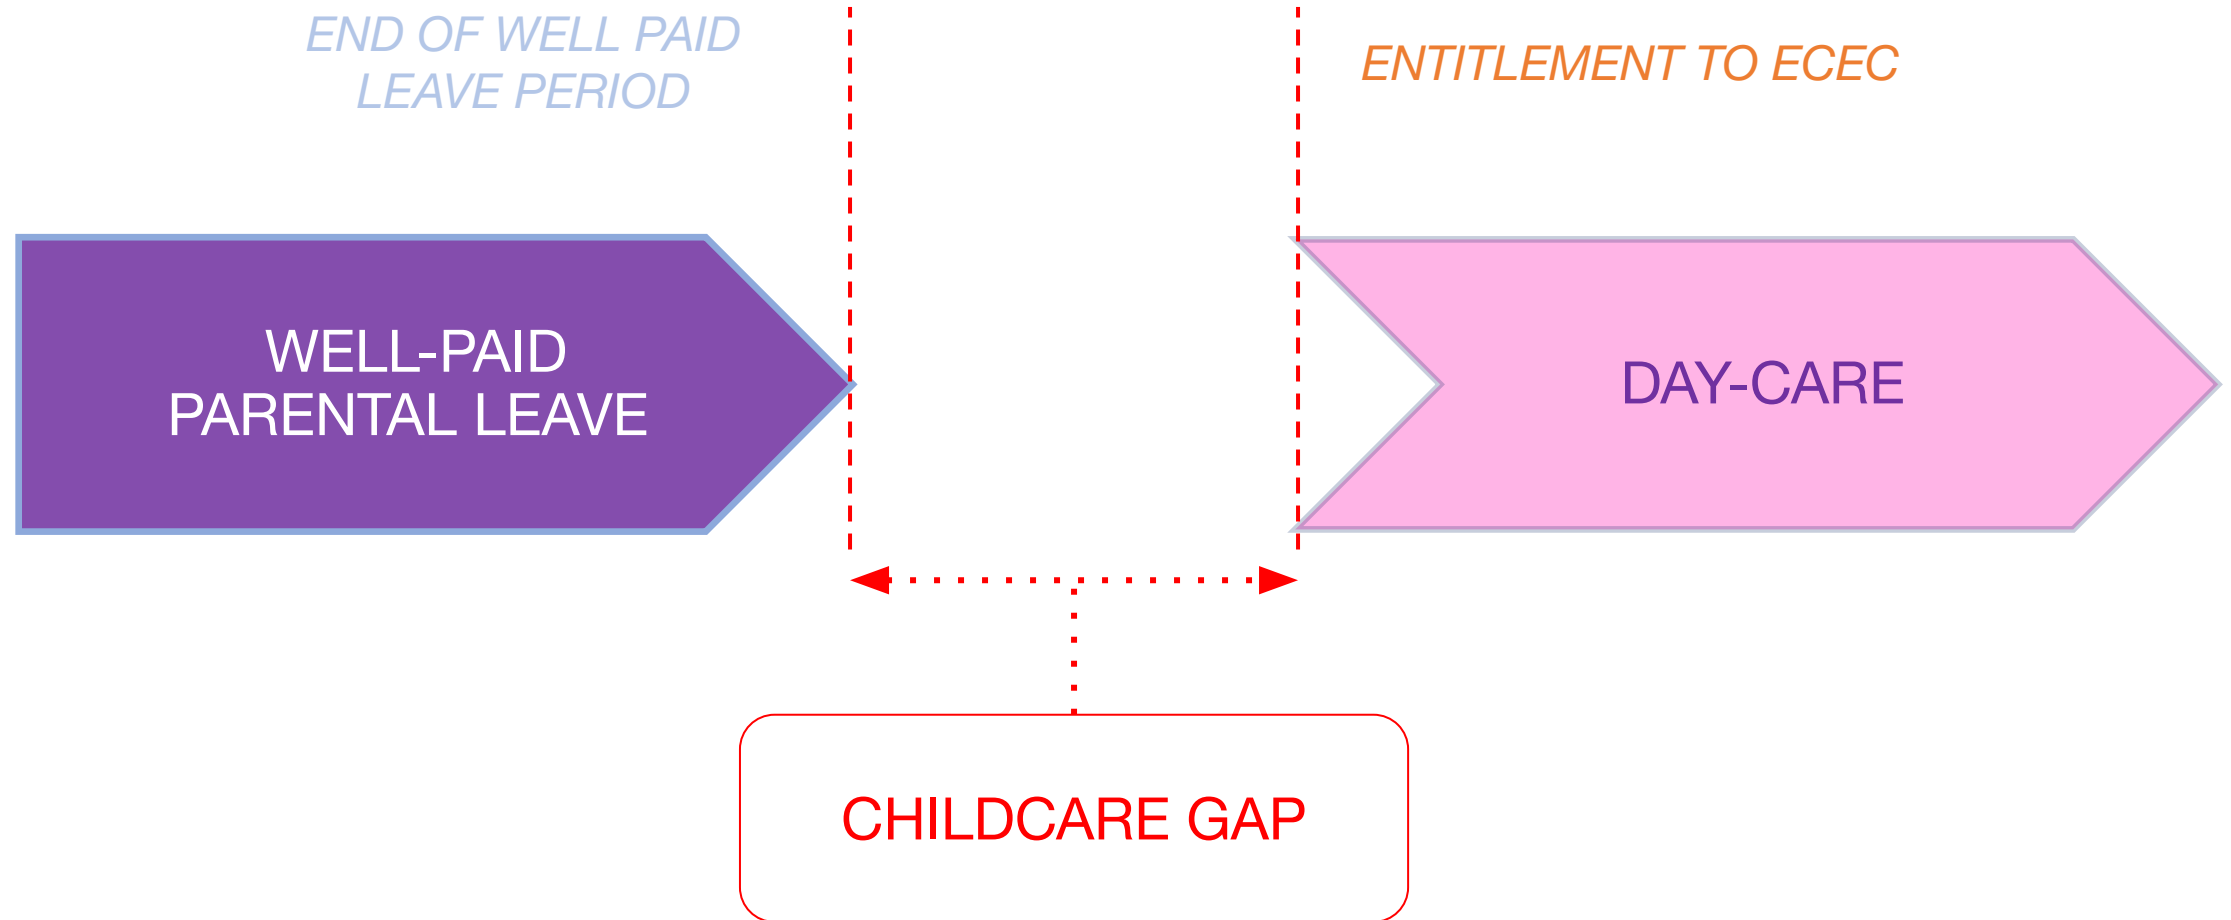 END OF WELL PAID
LEAVE PERIOD
ENTITLEMENT TO ECEC
WELL-PAID
PARENTAL LEAVE
DAY-CARE
CHILDCARE GAP